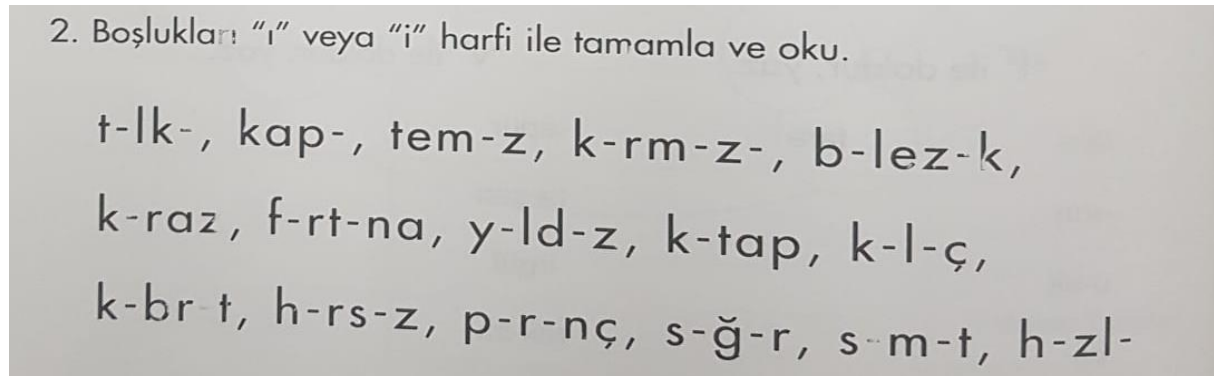 2. Boşlukları “ı” veya “i” harfi ile tamamla ve oku.
t-lk-, kap-, tem-z, k-rm-z-, b-lez-k,
k-raz, f-rt-na, y-ld-z, k-tap, k-l-ç,
k-br-t, h-rs-z, p-r-nç, s-ğ-r, s-m-t, h-zl-